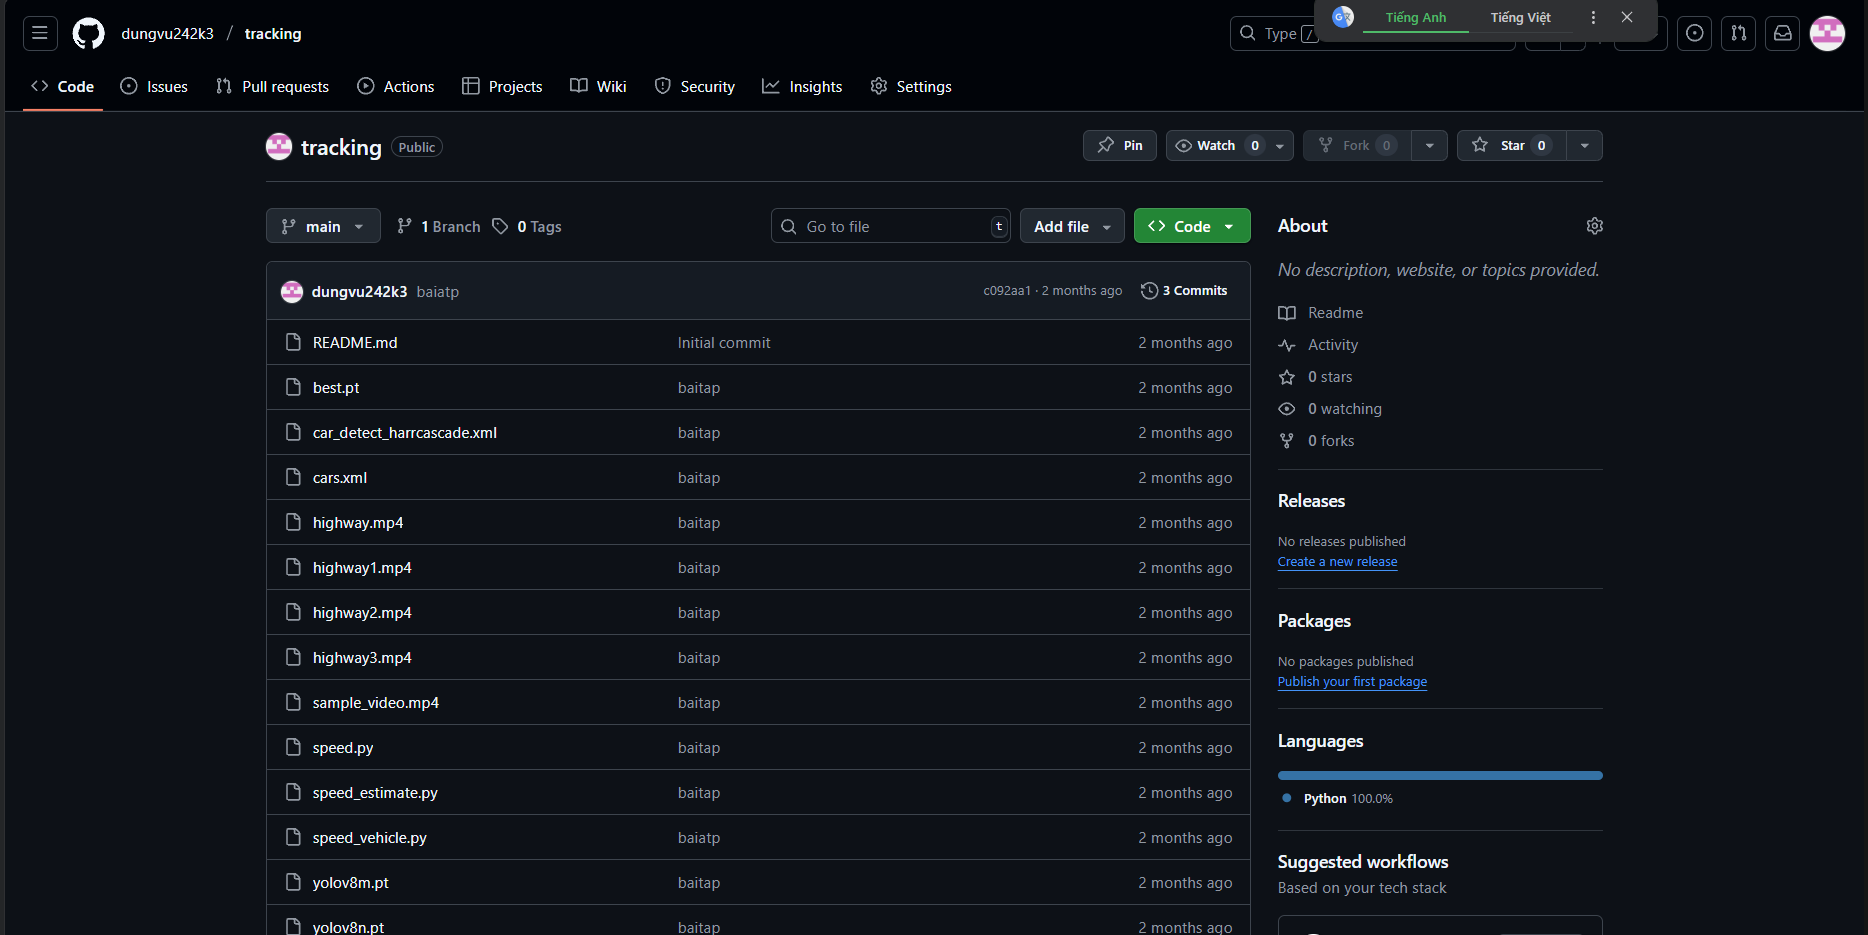 dungvu242k3 / tracking
Type /
Tiếng Anh Tiếng Việt
Code Issues Pull requests Actions Projects Wiki Security Insights Settings
tracking Public
Pin Watch 0 Fork 0 Star 0
main 1 Branch 0 Tags
Go to file t Add file Code
dungvu242k3 baiatp c092aa1 · 2 months ago 3 Commits
README.md Initial commit 2 months ago
best.pt baitap 2 months ago
car_detect_harrcascade.xml baitap 2 months ago
cars.xml baitap 2 months ago
highway.mp4 baitap 2 months ago
highway1.mp4 baitap 2 months ago
highway2.mp4 baitap 2 months ago
highway3.mp4 baitap 2 months ago
sample_video.mp4 baitap 2 months ago
speed.py baitap 2 months ago
speed_estimate.py baitap 2 months ago
speed_vehicle.py baiatp 2 months ago
yolov8m.pt baitap 2 months ago
yolov8n.pt baitap 2 months ago
About
No description, website, or topics provided.
Readme
Activity
0 stars
0 watching
0 forks
Releases
No releases published
Create a new release
Packages
No packages published
Publish your first package
Languages
Python 100.0%
Suggested workflows
Based on your tech stack